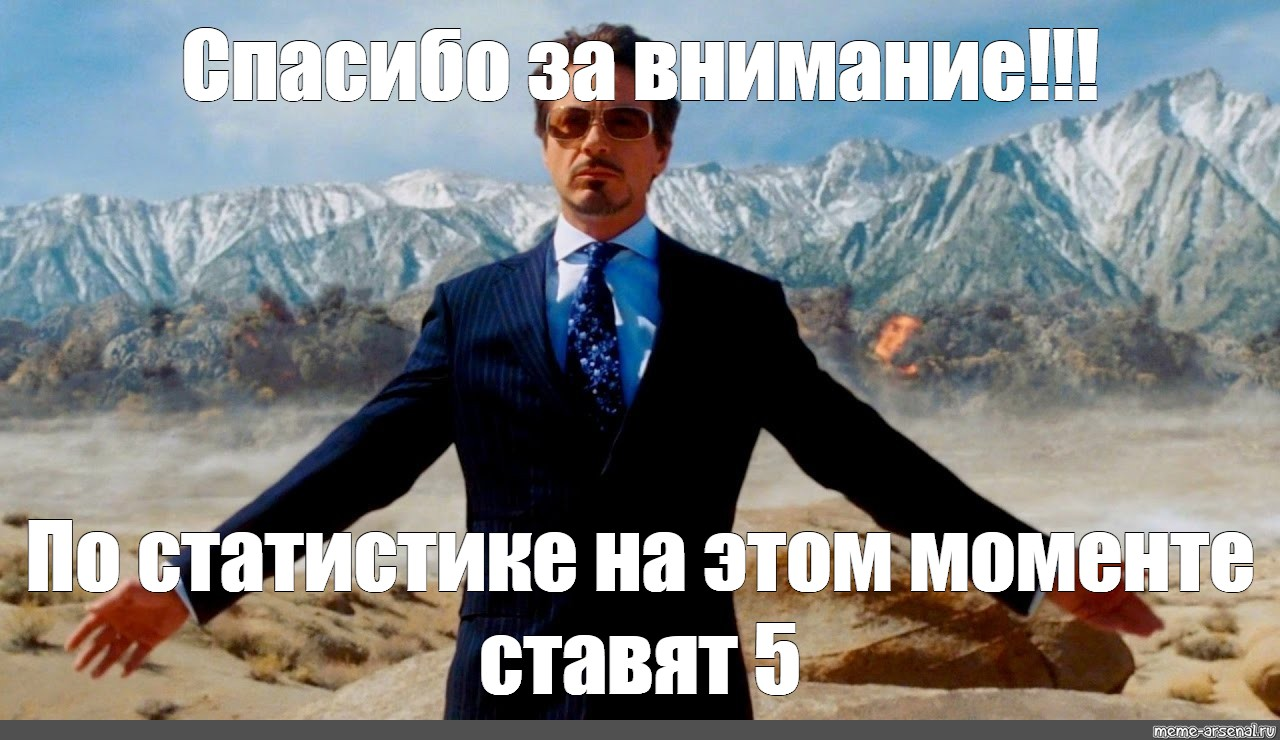 Спасибо за внимание!!!
По статистике на этом моменте
ставят 5
meme-arsenal.ru